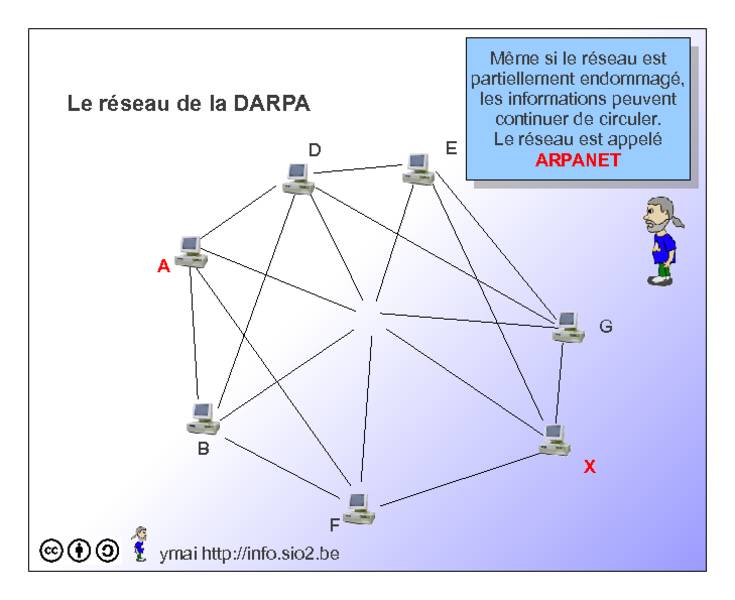 Même si le réseau est
partiellement endommagé,
les informations peuvent
continuer de circuler.
Le réseau est appelé
ARPANET
Le réseau de la DARPA
D
E
A
G
B
X
F
cc
ymai http://info.sio2.be